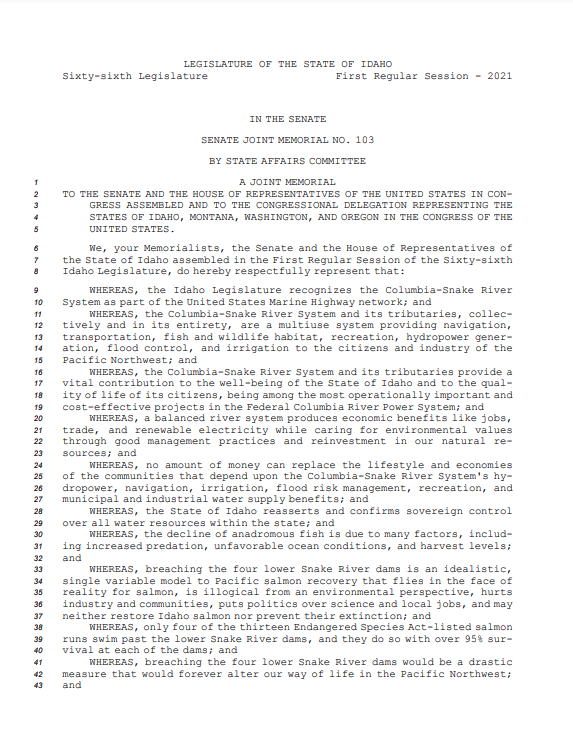 LEGISLATURE OF THE STATE OF IDAHO
Sixty-sixth Legislature First Regular Session - 2021
IN THE SENATE
SENATE JOINT MEMORIAL NO. 103
BY STATE AFFAIRS COMMITTEE
1 A JOINT MEMORIAL
2 TO THE SENATE AND THE HOUSE OF REPRESENTATIVES OF THE UNITED STATES IN CON-
3 GRESS ASSEMBLED AND TO THE CONGRESSIONAL DELEGATION REPRESENTING THE
4 STATES OF IDAHO, MONTANA, WASHINGTON, AND OREGON IN THE CONGRESS OF THE
5 UNITED STATES.
6 We, your Memorialists, the Senate and the House of Representatives of
7 the State of Idaho assembled in the First Regular Session of the Sixty-sixth
8 Idaho Legislature, do hereby respectfully represent that:
9 WHEREAS, the Idaho Legislature recognizes the Columbia-Snake River
10 System as part of the United States Marine Highway network; and
11 WHEREAS, the Columbia-Snake River System and its tributaries, collec-
12 tively and in its entirety, are a multiuse system providing navigation,
13 transportation, fish and wildlife habitat, recreation, hydropower gener-
14 ation, flood control, and irrigation to the citizens and industry of the
15 Pacific Northwest; and
16 WHEREAS, the Columbia-Snake River System and its tributaries provide a
17 vital contribution to the well-being of the State of Idaho and to the qual-
18 ity of life of its citizens, being among the most operationally important and
19 cost-effective projects in the Federal Columbia River Power System; and
20 WHEREAS, a balanced river system produces economic benefits like jobs,
21 trade, and renewable electricity while caring for environmental values
22 through good management practices and reinvestment in our natural re-
23 sources; and
24 WHEREAS, no amount of money can replace the lifestyle and economies
25 of the communities that depend upon the Columbia-Snake River System's hy-
26 dropower, navigation, irrigation, flood risk management, recreation, and
27 municipal and industrial water supply benefits; and
28 WHEREAS, the State of Idaho reasserts and confirms sovereign control
29 over all water resources within the state; and
30 WHEREAS, the decline of anadromous fish is due to many factors, includ-
31 ing increased predation, unfavorable ocean conditions, and harvest levels;
32 and
33 WHEREAS, breaching the four lower Snake River dams is an idealistic,
34 single variable model to Pacific salmon recovery that flies in the face of
35 reality for salmon, is illogical from an environmental perspective, hurts
36 industry and communities, puts politics over science and local jobs, and may
37 neither restore Idaho salmon nor prevent their extinction; and
38 WHEREAS, only four of the thirteen Endangered Species Act-listed salmon
39 runs swim past the lower Snake River dams, and they do so with over 95% sur-
40 vival at each of the dams; and
41 WHEREAS, breaching the four lower Snake River dams would be a drastic
42 measure that would forever alter our way of life in the Pacific Northwest;
43 and